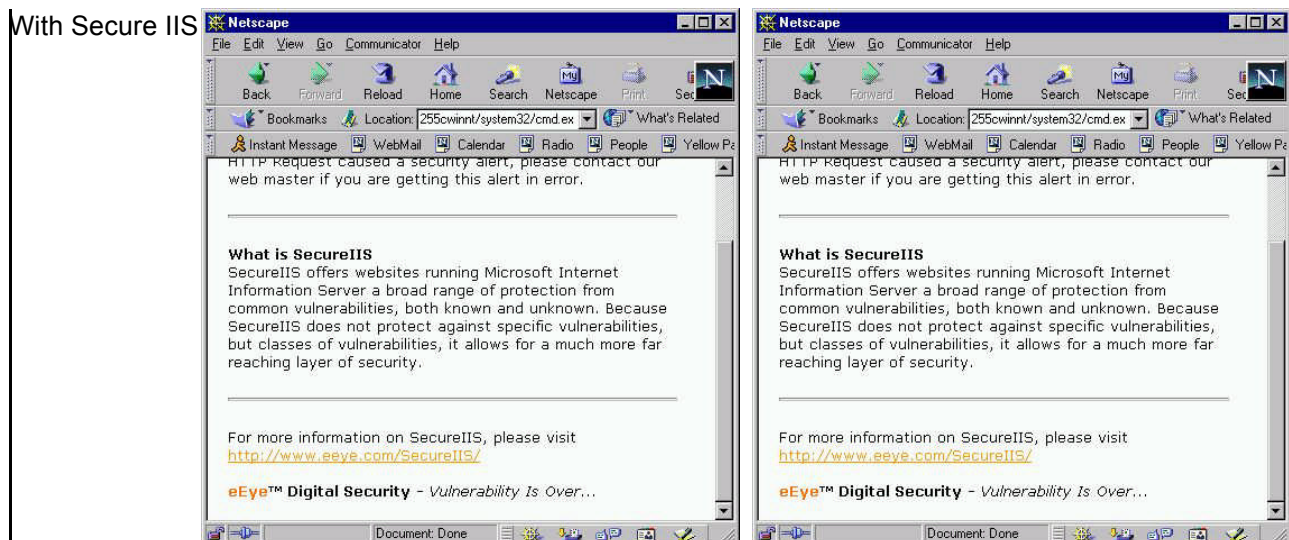 With Secure IIS
Netscape
File Edit View Go Communicator Help
Back Forward Reload Home Search Netscape Print Sec
Bookmarks Location: 255cwinnt/system32/cmd.ex What's Related
Instant Message WebMail Calendar Radio People Yellow Pa
HTTP Request caused a security alert, please contact our
web master if you are getting this alert in error.
What is SecureIIS
SecureIIS offers websites running Microsoft Internet
Information Server a broad range of protection from
common vulnerabilities, both known and unknown. Because
SecureIIS does not protect against specific vulnerabilities,
but classes of vulnerabilities, it allows for a much more far
reaching layer of security.
For more information on SecureIIS, please visit
http://www.eeye.com/SecureIIS/
eEye™ Digital Security - Vulnerability Is Over...
Document: Done
Netscape
File Edit View Go Communicator Help
Back Forward Reload Home Search Netscape Print Sec
Bookmarks Location: 255cwinnt/system32/cmd.ex What's Related
Instant Message WebMail Calendar Radio People Yellow Pa
HTTP Request caused a security alert, please contact our
web master if you are getting this alert in error.
What is SecureIIS
SecureIIS offers websites running Microsoft Internet
Information Server a broad range of protection from
common vulnerabilities, both known and unknown. Because
SecureIIS does not protect against specific vulnerabilities,
but classes of vulnerabilities, it allows for a much more far
reaching layer of security.
For more information on SecureIIS, please visit
http://www.eeye.com/SecureIIS/
eEye™ Digital Security - Vulnerability Is Over...
Document: Done